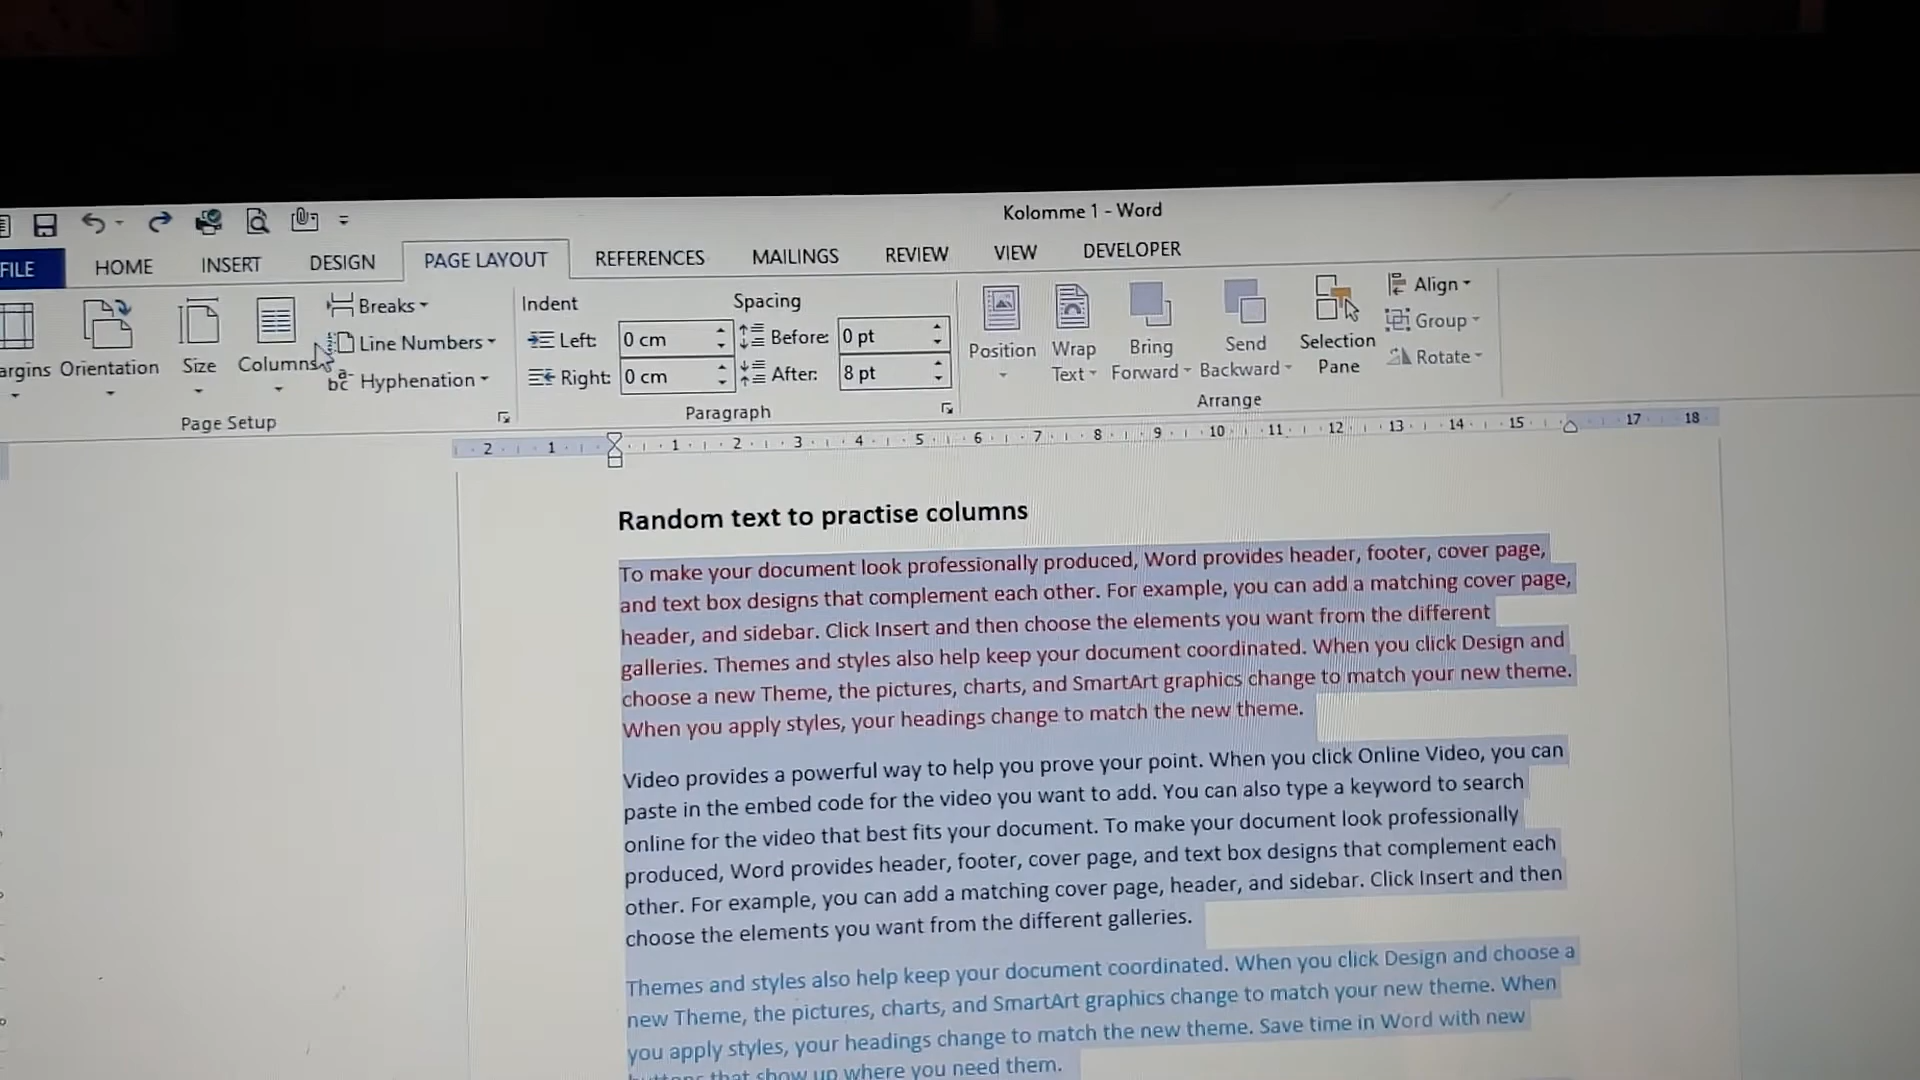 Kolomme 1 - Word
FILE HOME INSERT DESIGN PAGE LAYOUT REFERENCES MAILINGS REVIEW VIEW DEVELOPER
Orientation
Size
Columns
Breaks
Line Numbers
Hyphenation
Page Setup
Indent
Left: 0 cm
Right: 0 cm
Spacing
Before: 0 pt
After: 8 pt
Paragraph
Position
Wrap
Text
Bring
Forward
Send
Backward
Selection
Pane
Align
Group
Rotate
Arrange
2 1 1 2 3 4 5 6 7 8 9 10 11 12 13 14 15 17 18
Random text to practise columns
To make your document look professionally produced, Word provides header, footer, cover page,
and text box designs that complement each other. For example, you can add a matching cover page,
header, and sidebar. Click Insert and then choose the elements you want from the different
galleries. Themes and styles also help keep your document coordinated. When you click Design and
choose a new Theme, the pictures, charts, and SmartArt graphics change to match your new theme.
When you apply styles, your headings change to match the new theme.
Video provides a powerful way to help you prove your point. When you click Online Video, you can
paste in the embed code for the video you want to add. You can also type a keyword to search
online for the video that best fits your document. To make your document look professionally
produced, Word provides header, footer, cover page, and text box designs that complement each
other. For example, you can add a matching cover page, header, and sidebar. Click Insert and then
choose the elements you want from the different galleries.
Themes and styles also help keep your document coordinated. When you click Design and choose a
new Theme, the pictures, charts, and SmartArt graphics change to match your new theme. When
you apply styles, your headings change to match the new theme. Save time in Word with new
buttons that show up where you need them.